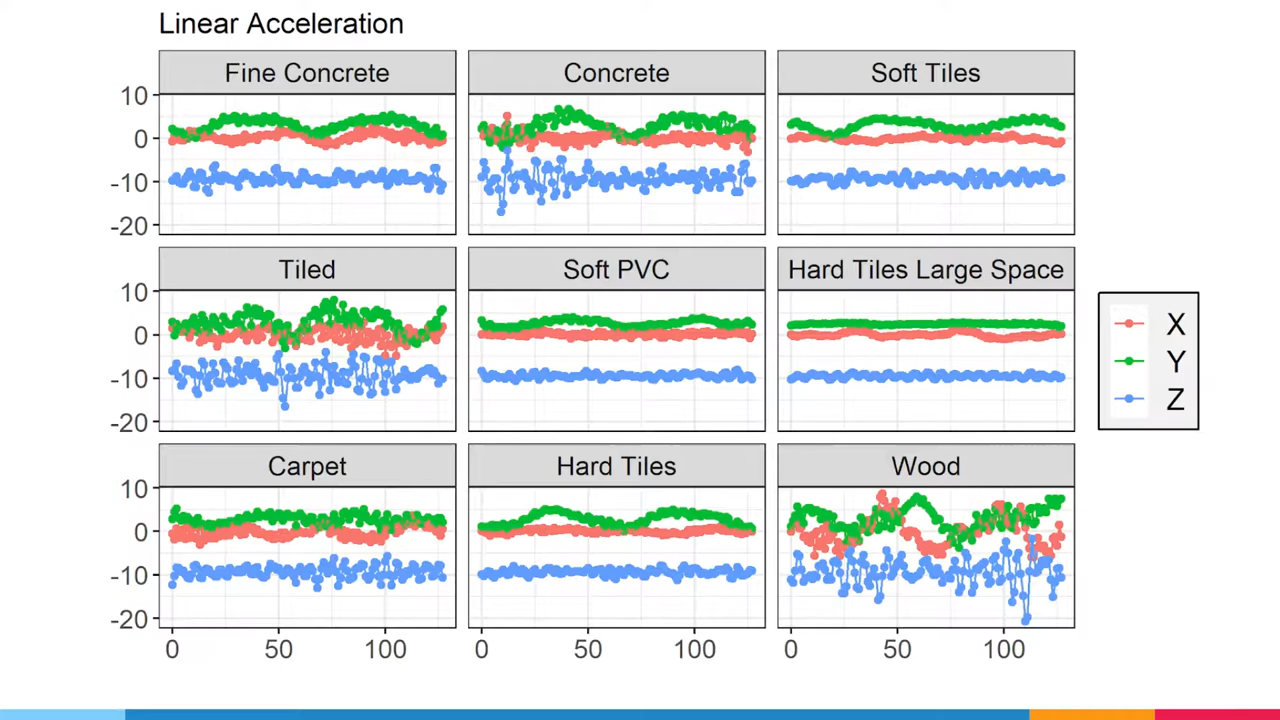 Linear Acceleration
Fine Concrete Concrete Soft Tiles
10
0
-10
-20
Tiled Soft PVC Hard Tiles Large Space
10
0
-10
-20
X
Y
Z
Carpet Hard Tiles Wood
10
0
-10
-20
0 50 100 0 50 100 0 50 100